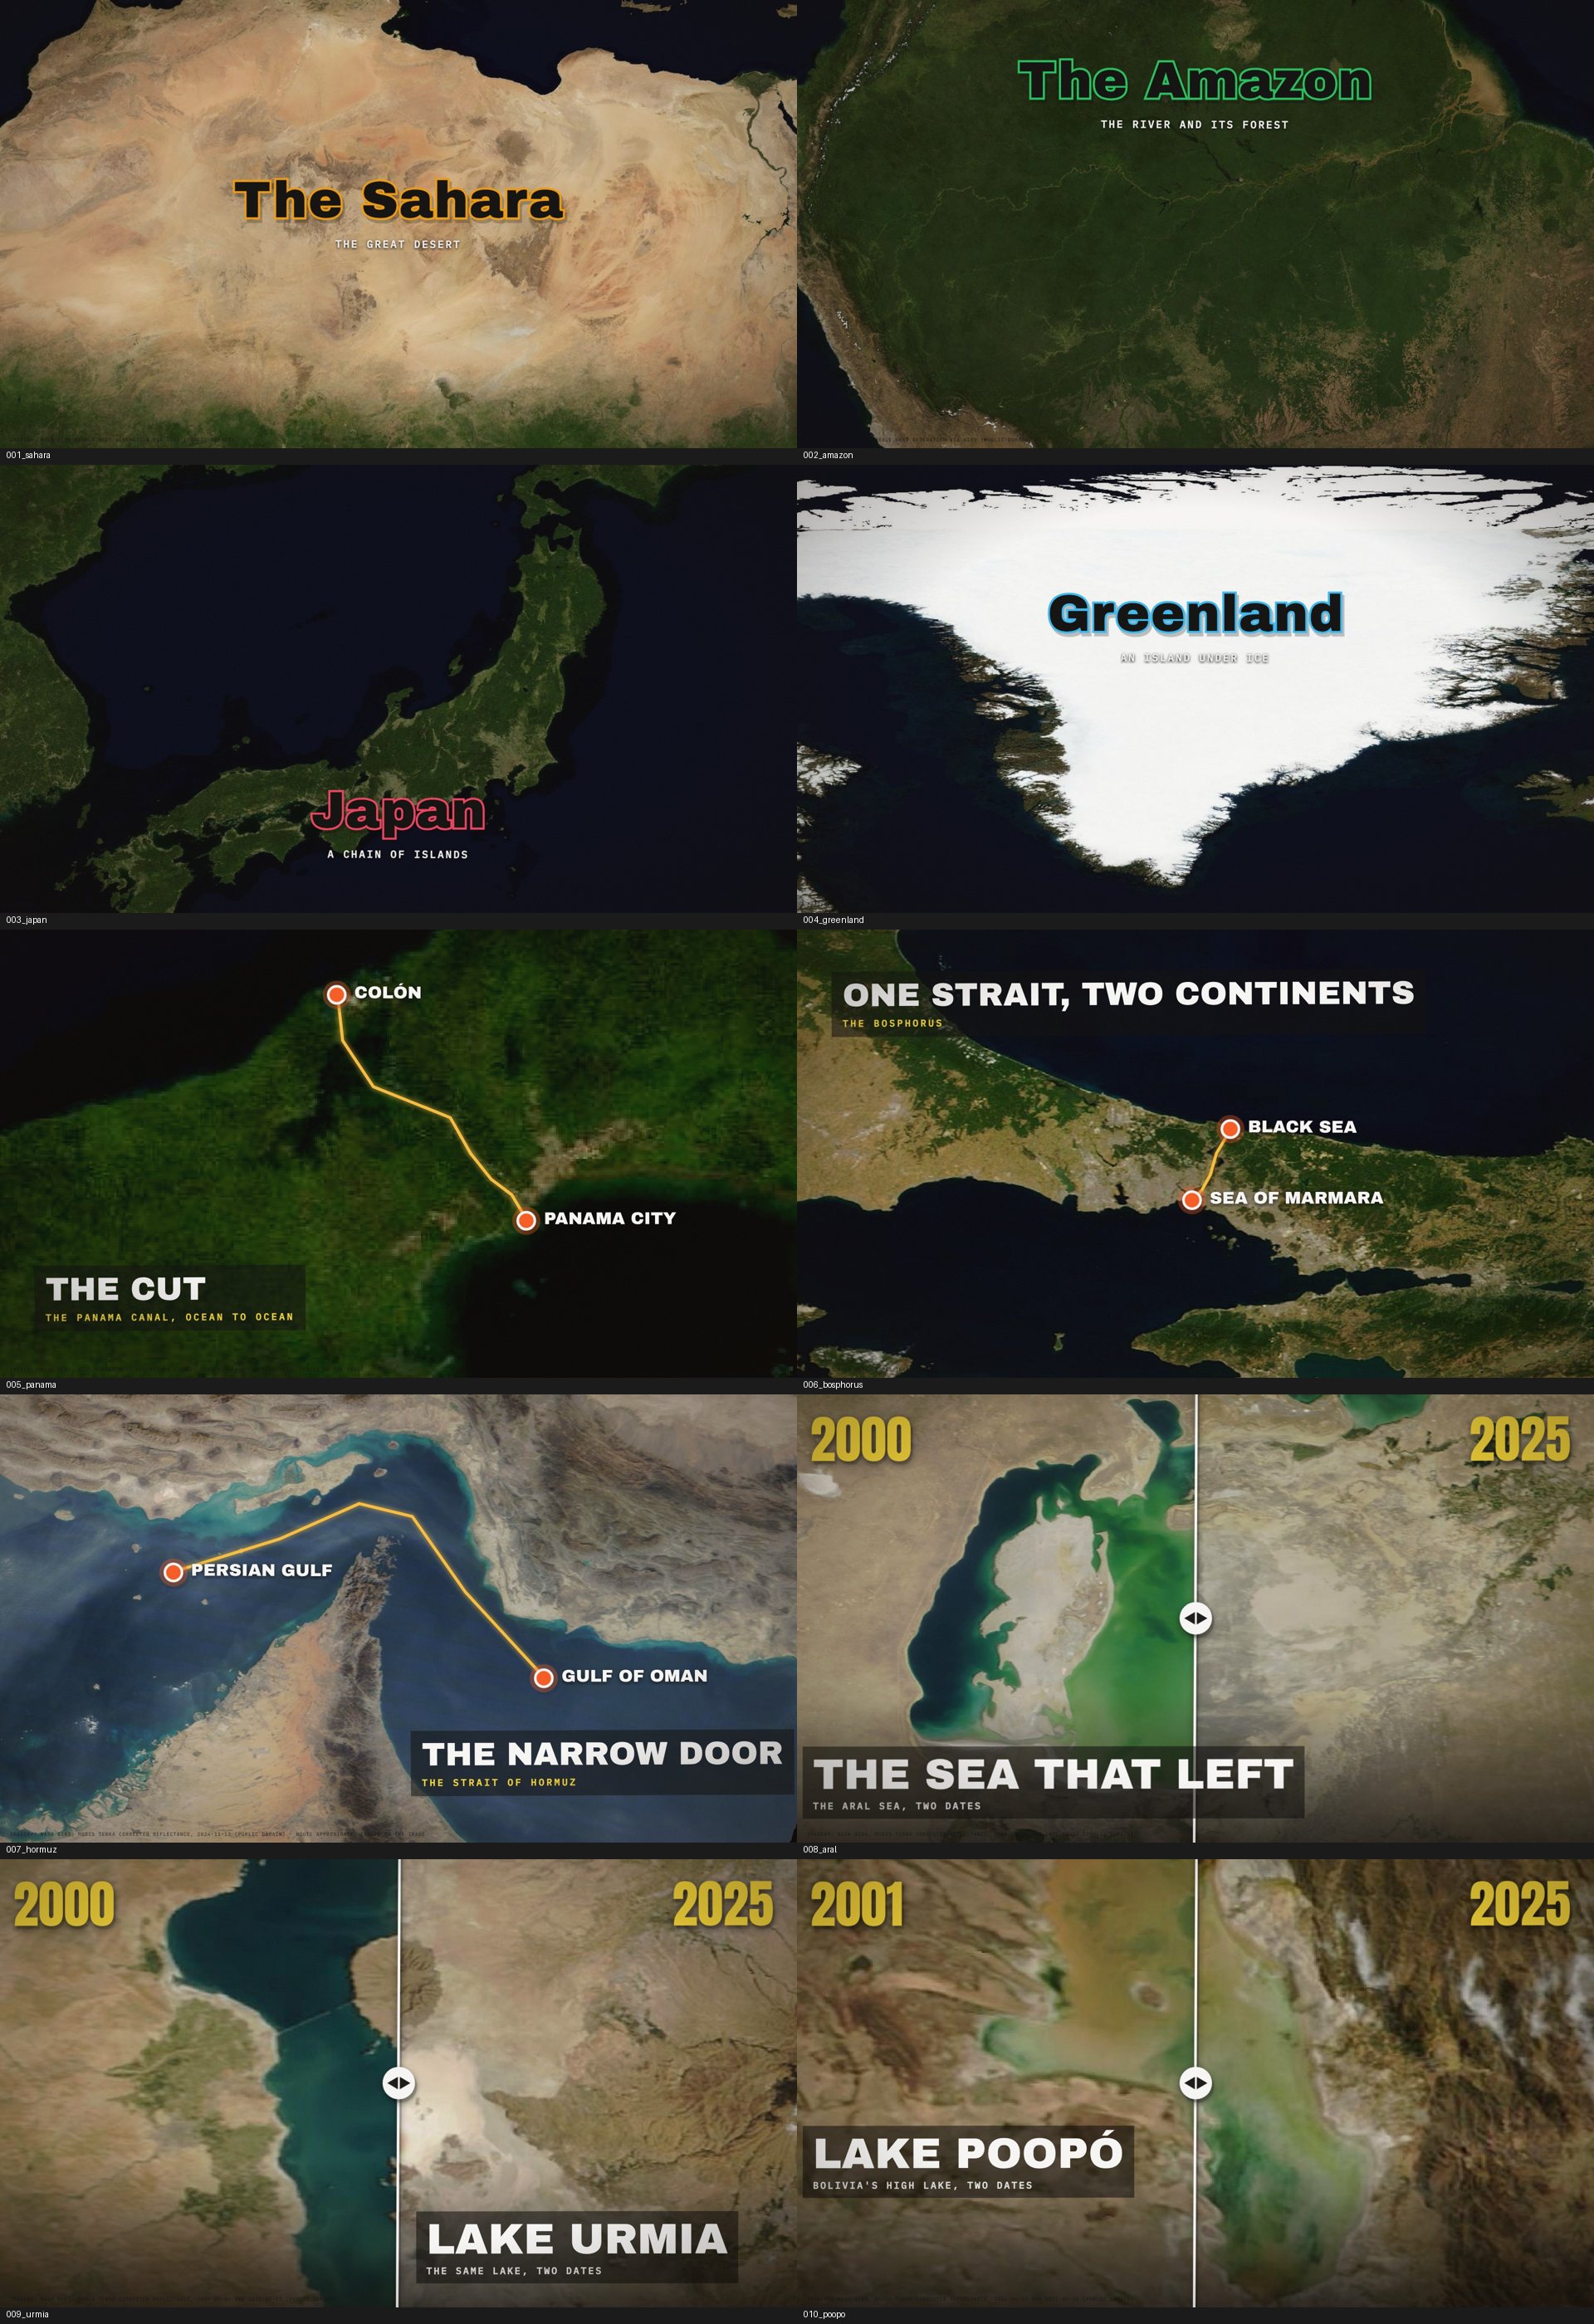 The Sahara
THE GREAT DESERT
001_sahara
The Amazon
THE RIVER AND ITS FOREST
002_amazon
Japan
A CHAIN OF ISLANDS
003_japan
Greenland
AN ISLAND UNDER ICE
004_greenland
COLÓN
PANAMA CITY
THE CUT
THE PANAMA CANAL, OCEAN TO OCEAN
005_panama
ONE STRAIT, TWO CONTINENTS
THE BOSPHORUS
BLACK SEA
SEA OF MARMARA
006_bosphorus
PERSIAN GULF
GULF OF OMAN
THE NARROW DOOR
THE STRAIT OF HORMUZ
007_hormuz
2000
2025
THE SEA THAT LEFT
THE ARAL SEA, TWO DATES
008_aral
2000
2025
LAKE URMIA
THE SAME LAKE, TWO DATES
009_urmia
2001
2025
LAKE POOPÓ
BOLIVIA'S HIGH LAKE, TWO DATES
010_poopo